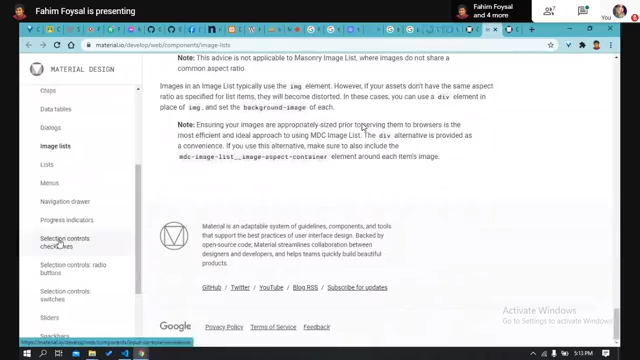 Fahim Foysal is presenting
Fahim Foysal
and 4 more
You
material.io/develop/web/components/image-lists
MATERIAL DESIGN
Chips
Data tables
Dialogs
Image lists
Lists
Menus
Navigation drawer
Progress indicators
Selection controls:
checkboxes
Selection controls: radio
buttons
Selection controls:
switches
Sliders
Snackbars
Note: This advice is not applicable to Masonry Image List, where images do not share a
common aspect ratio.
Images in an Image List typically use the img element. However, if your assets don't have the same aspect
ratio as specified for list items, they will become distorted. In these cases, you can use a div element in
place of img, and set the background-image of each.
Note: Ensuring your images are appropriately-sized prior to serving them to browsers is the
most efficient and ideal approach to using MDC Image List. The div alternative is provided as
a convenience. If you use this alternative, make sure to also include the
mdc-image-list__image-aspect-container element around each item's image.
Material is an adaptable system of guidelines, components, and tools
that support the best practices of user interface design. Backed by
open-source code, Material streamlines collaboration between
designers and developers, and helps teams quickly build beautiful
products.
GitHub / Twitter / YouTube / Blog RSS / Subscribe for updates
Google
Privacy Policy
Terms of Service
Feedback
Activate Windows
Go to Settings to activate Windows.
5:13 PM